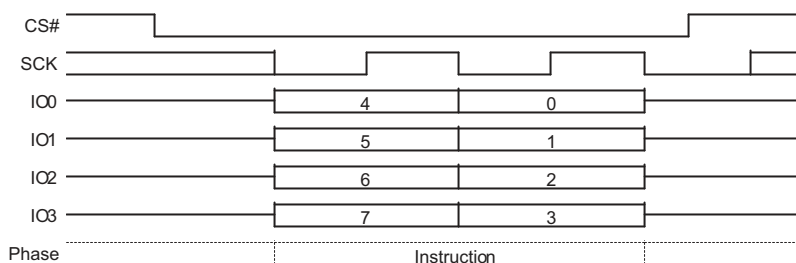 CS#
SCK
IO0 4 0
IO1 5 1
IO2 6 2
IO3 7 3
Phase Instruction